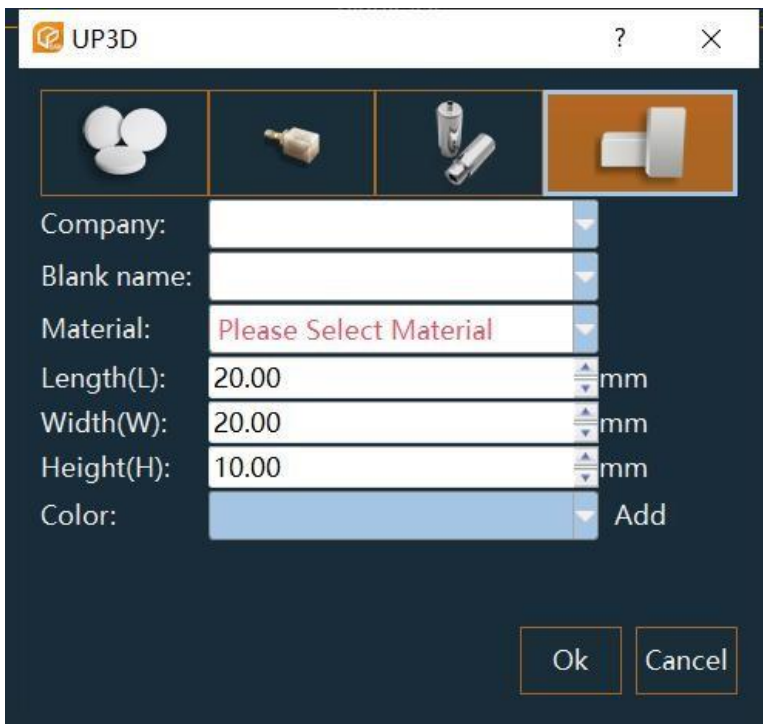 UP3D ?
Company:
Blank name:
Material: Please Select Material
Length(L): 20.00 mm
Width(W): 20.00 mm
Height(H): 10.00 mm
Color: Add
Ok Cancel